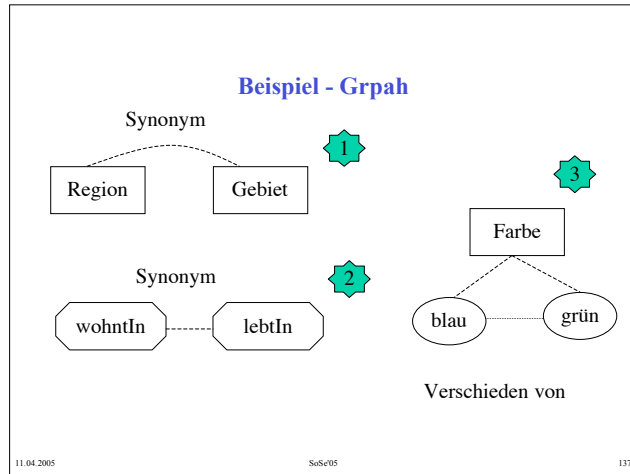 Beispiel - Grpah
Synonym
1
Region
Gebiet
3
Farbe
Synonym
2
wohntIn
lebtIn
blau
grün
Verschieden von
11.04.2005
SoSe'05
137